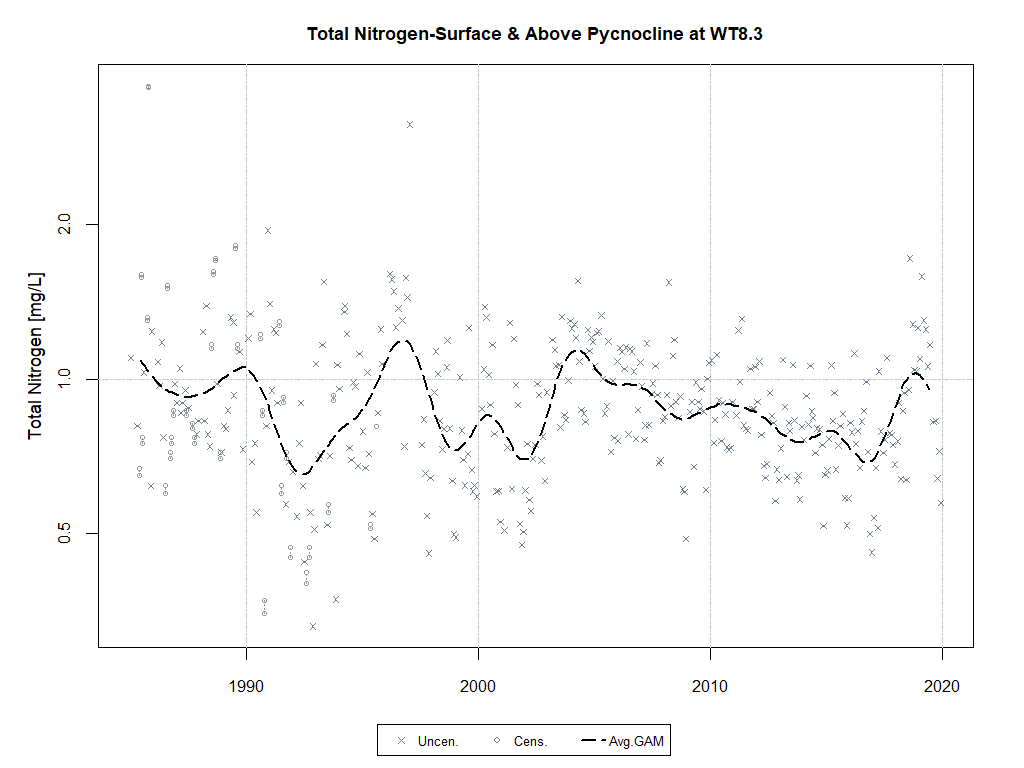 Total Nitrogen-Surface & Above Pycnocline at WT8.3
Total Nitrogen [mg/L]
2.0
1.0
0.5
1990 2000 2010 2020
Uncen. Cens. Avg.GAM